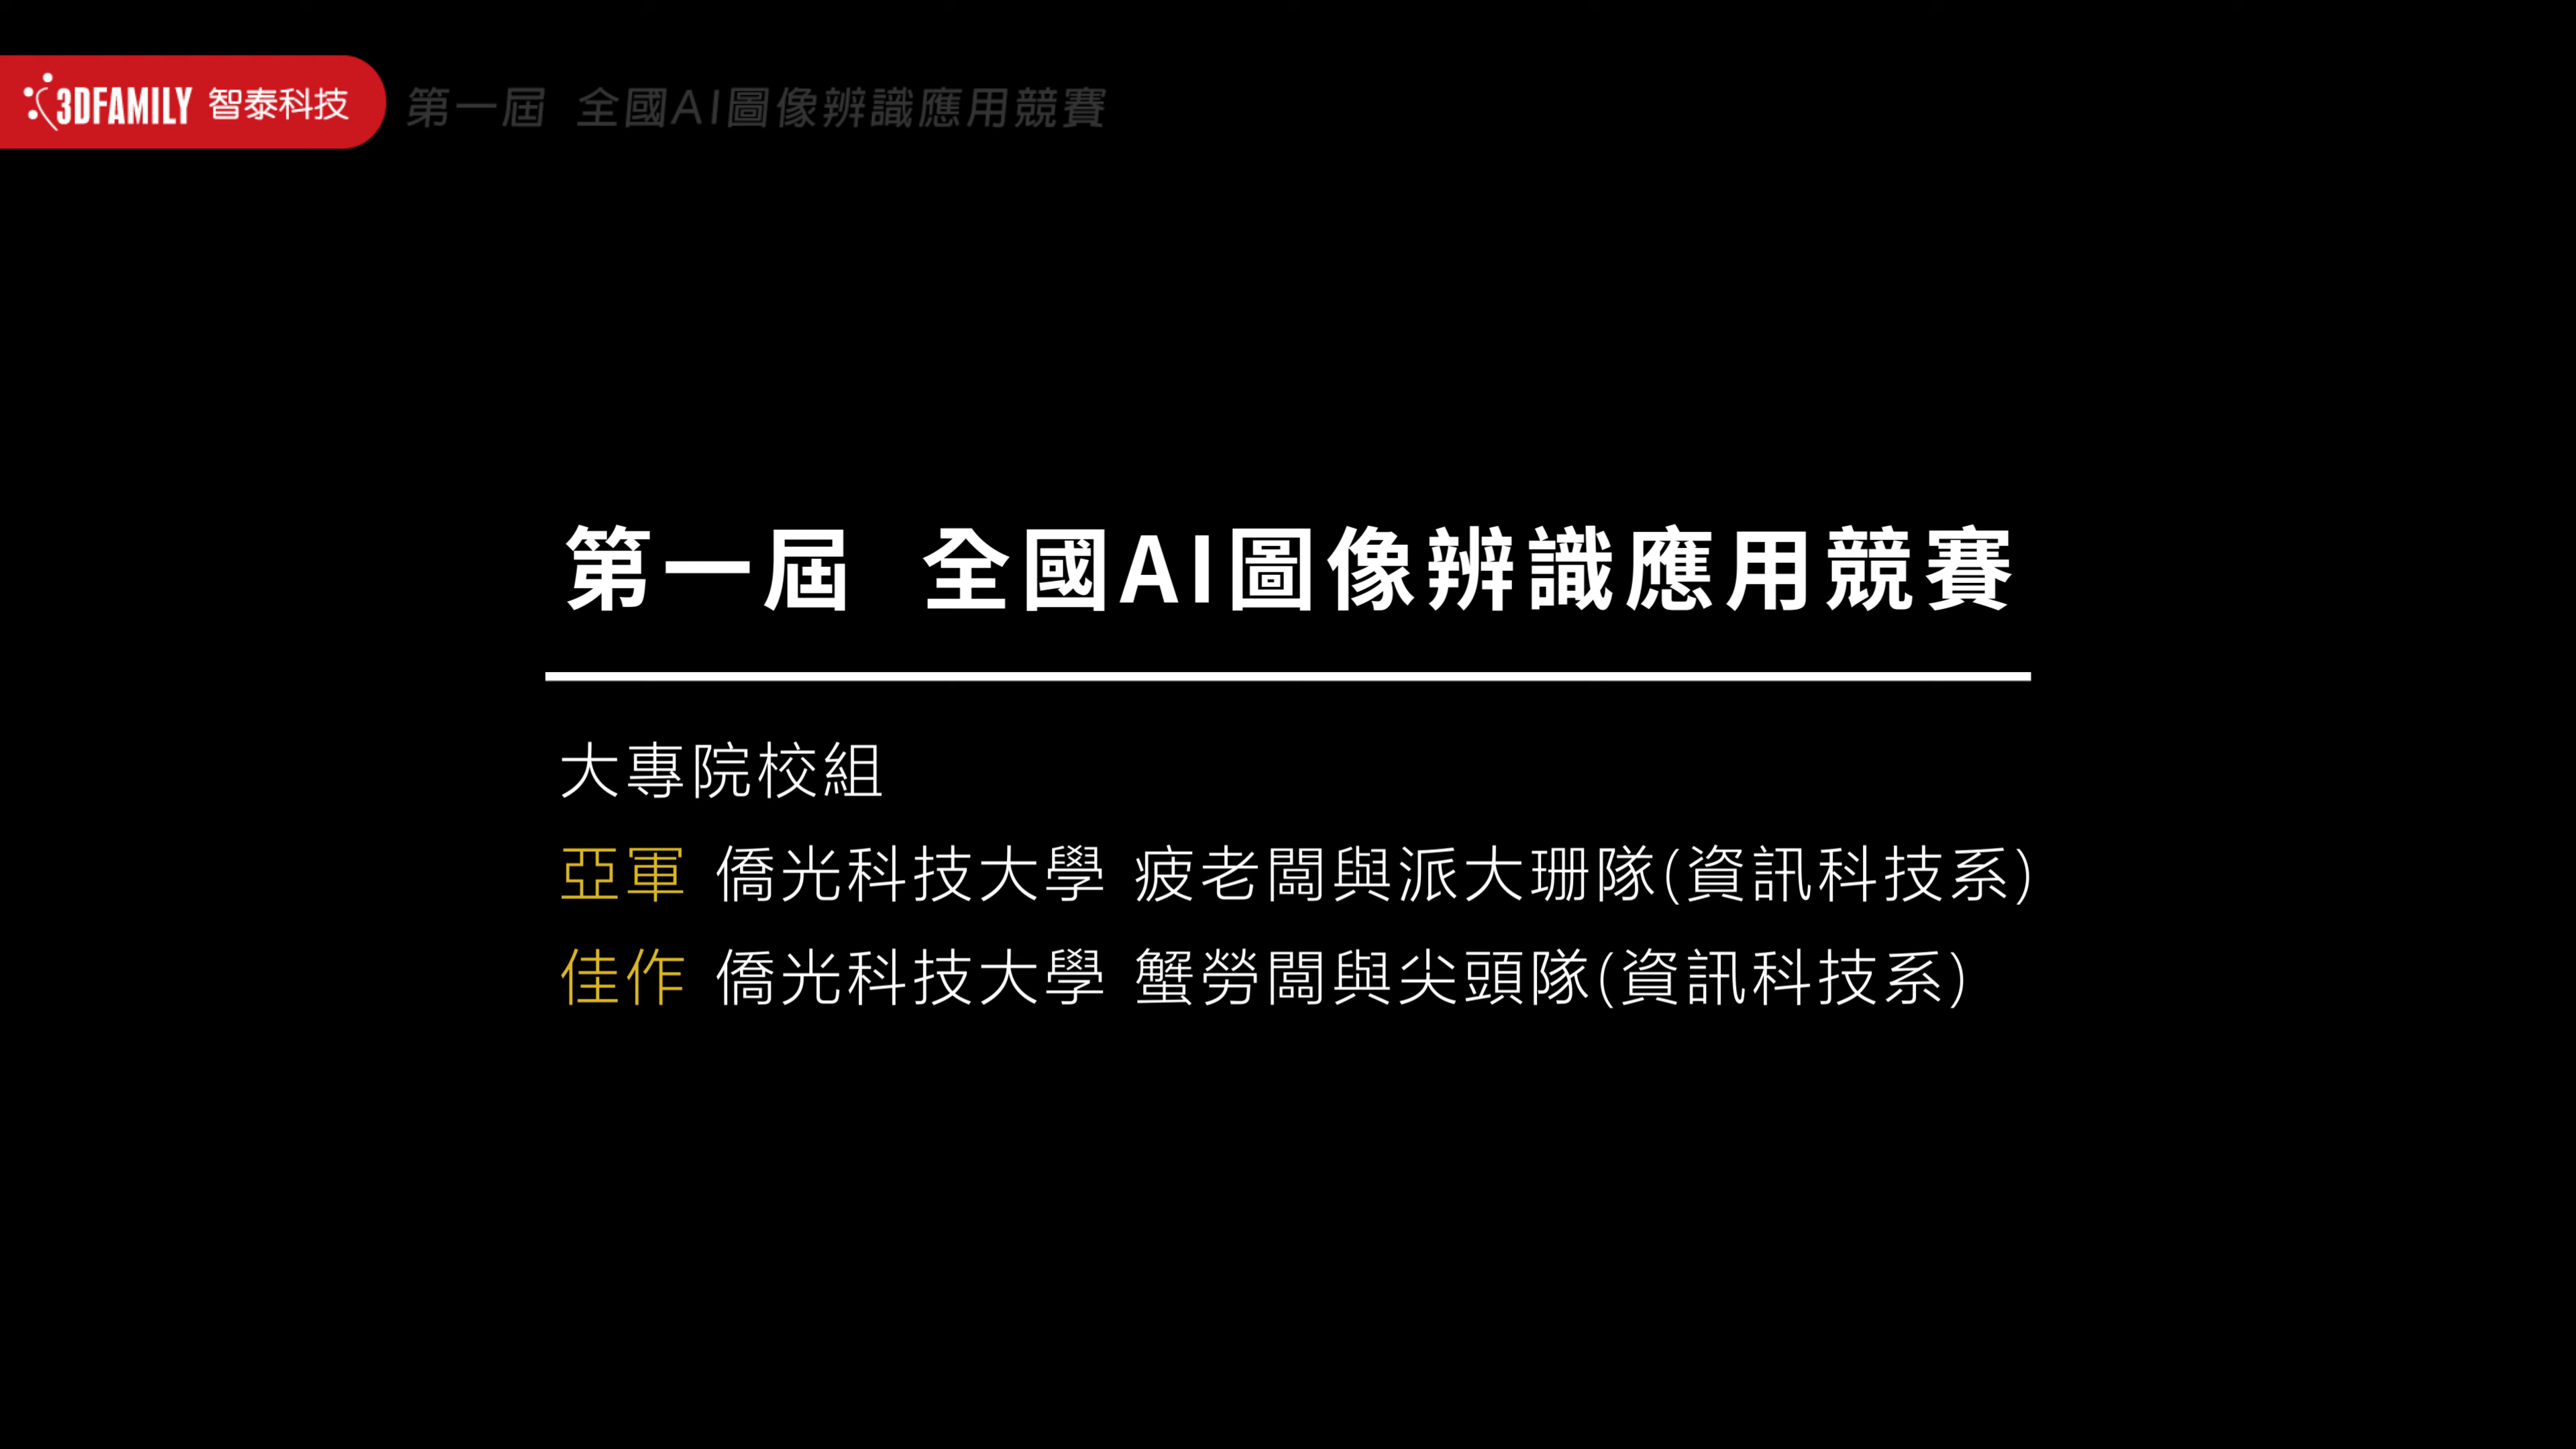 3DFAMILY 智泰科技 第一屆 全國AI圖像辨識應用競賽
第一屆 全國AI圖像辨識應用競賽
大專院校組
亞軍 僑光科技大學 疲老闆與派大珊隊(資訊科技系)
佳作 僑光科技大學 蟹勞闆與尖頭隊(資訊科技系)